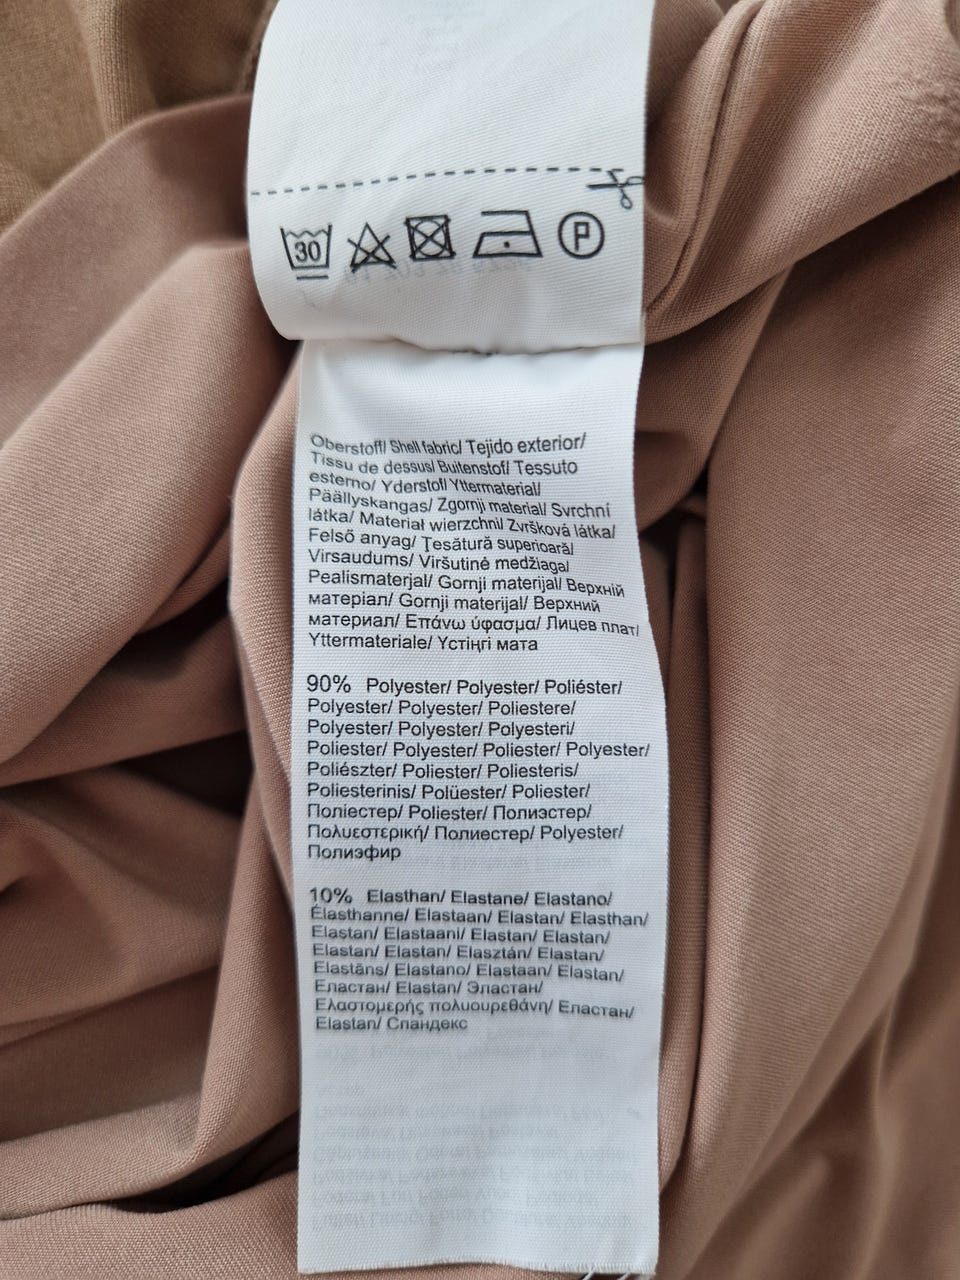 30
P
Oberstoff/ Shell fabric/ Tejido exterior/
Tissu de dessus/ Buitenstof/ Tessuto
esterno/ Yderstof/ Yttermaterial/
Päällyskangas/ Zgornji material/ Svrchní
látka/ Materiał wierzchni/ Zvršková látka/
Felső anyag/ Ţesătură superioară/
Virsaudums/ Viršutinė medžiaga/
Pealismaterjal/ Gornji materijal/ Верхній
матеріал/ Gornji materijal/ Верхний
материал/ Επάνω ύφασμα/ Лицев плат/
Yttermateriale/ Үстіңгі мата
90% Polyester/ Polyester/ Poliéster/
Polyester/ Polyester/ Poliestere/
Polyester/ Polyester/ Polyesteri/
Poliester/ Polyester/ Poliester/ Polyester/
Poliészter/ Poliester/ Poliesteris/
Poliesterinis/ Polüester/ Poliester/
Поліестер/ Poliester/ Полиэстер/
Πολυεστερική/ Полиестер/ Polyester/
Полиэфир
10% Elasthan/ Elastane/ Elastano/
Élasthanne/ Elastaan/ Elastan/ Elasthan/
Elastan/ Elastaani/ Elastan/ Elastan/
Elastan/ Elastan/ Elasztán/ Elastan/
Elastāns/ Elastano/ Elastaan/ Elastan/
Еластан/ Elastan/ Эластан/
Ελαστομερής πολυουρεθάνη/ Еластан/
Elastan/ Спандекс